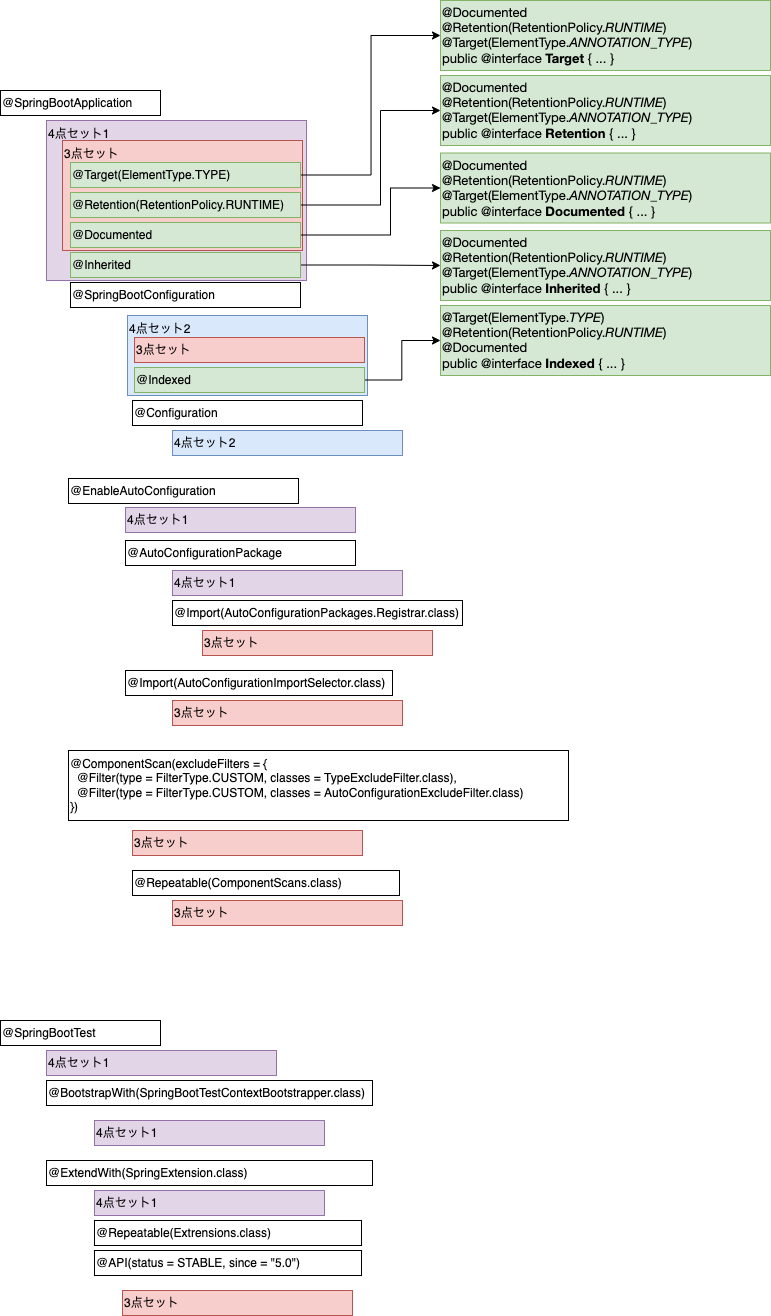 @Documented
@Retention(RetentionPolicy.RUNTIME)
@Target(ElementType.ANNOTATION_TYPE)
public @interface Target { ... }
@Documented
@Retention(RetentionPolicy.RUNTIME)
@Target(ElementType.ANNOTATION_TYPE)
public @interface Retention { ... }
@Documented
@Retention(RetentionPolicy.RUNTIME)
@Target(ElementType.ANNOTATION_TYPE)
public @interface Documented { ... }
@Documented
@Retention(RetentionPolicy.RUNTIME)
@Target(ElementType.ANNOTATION_TYPE)
public @interface Inherited { ... }
@Target(ElementType.TYPE)
@Retention(RetentionPolicy.RUNTIME)
@Documented
public @interface Indexed { ... }
@SpringBootApplication
4点セット1
3点セット
@Target(ElementType.TYPE)
@Retention(RetentionPolicy.RUNTIME)
@Documented
@Inherited
@SpringBootConfiguration
4点セット2
3点セット
@Indexed
@Configuration
4点セット2
@EnableAutoConfiguration
4点セット1
@AutoConfigurationPackage
4点セット1
@Import(AutoConfigurationPackages.Registrar.class)
3点セット
@Import(AutoConfigurationImportSelector.class)
3点セット
@ComponentScan(excludeFilters = {
@Filter(type = FilterType.CUSTOM, classes = TypeExcludeFilter.class),
@Filter(type = FilterType.CUSTOM, classes = AutoConfigurationExcludeFilter.class)
})
3点セット
@Repeatable(ComponentScans.class)
3点セット
@SpringBootTest
4点セット1
@BootstrapWith(SpringBootTestContextBootstrapper.class)
4点セット1
@ExtendWith(SpringExtension.class)
4点セット1
@Repeatable(Extrensions.class)
@API(status = STABLE, since = "5.0")
3点セット